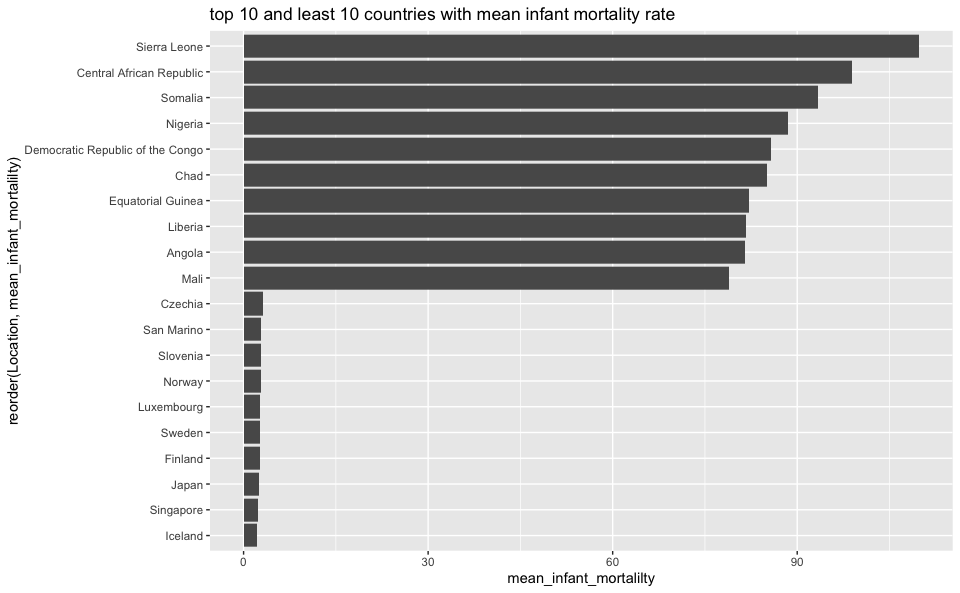 top 10 and least 10 countries with mean infant mortality rate
reorder(Location, mean_infant_mortalilty)
Sierra Leone
Central African Republic
Somalia
Nigeria
Democratic Republic of the Congo
Chad
Equatorial Guinea
Liberia
Angola
Mali
Czechia
San Marino
Slovenia
Norway
Luxembourg
Sweden
Finland
Japan
Singapore
Iceland
0 30 60 90
mean_infant_mortalilty